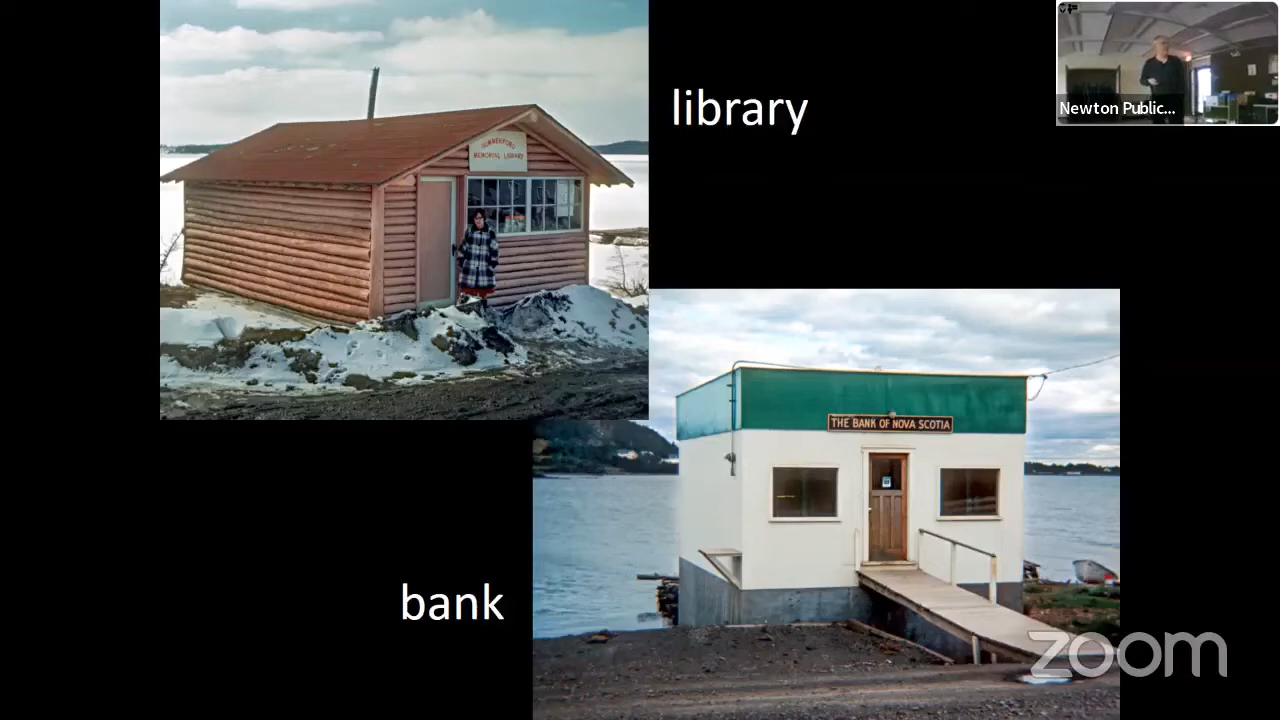 library
SUMMERFORD
MEMORIAL LIBRARY
Newton Public...
THE BANK OF NOVA SCOTIA
bank
zoom